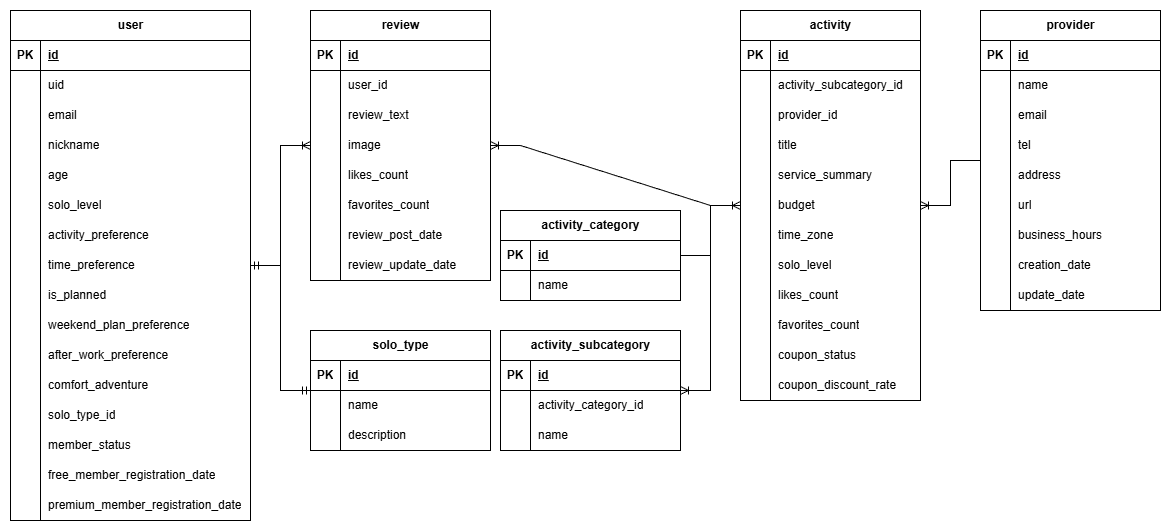 user
PK id
uid
email
nickname
age
solo_level
activity_preference
time_preference
is_planned
weekend_plan_preference
after_work_preference
comfort_adventure
solo_type_id
member_status
free_member_registration_date
premium_member_registration_date
review
PK id
user_id
review_text
image
likes_count
favorites_count
review_post_date
review_update_date
solo_type
PK id
name
description
activity_category
PK id
name
activity_subcategory
PK id
activity_category_id
name
activity
PK id
activity_subcategory_id
provider_id
title
service_summary
budget
time_zone
solo_level
likes_count
favorites_count
coupon_status
coupon_discount_rate
provider
PK id
name
email
tel
address
url
business_hours
creation_date
update_date